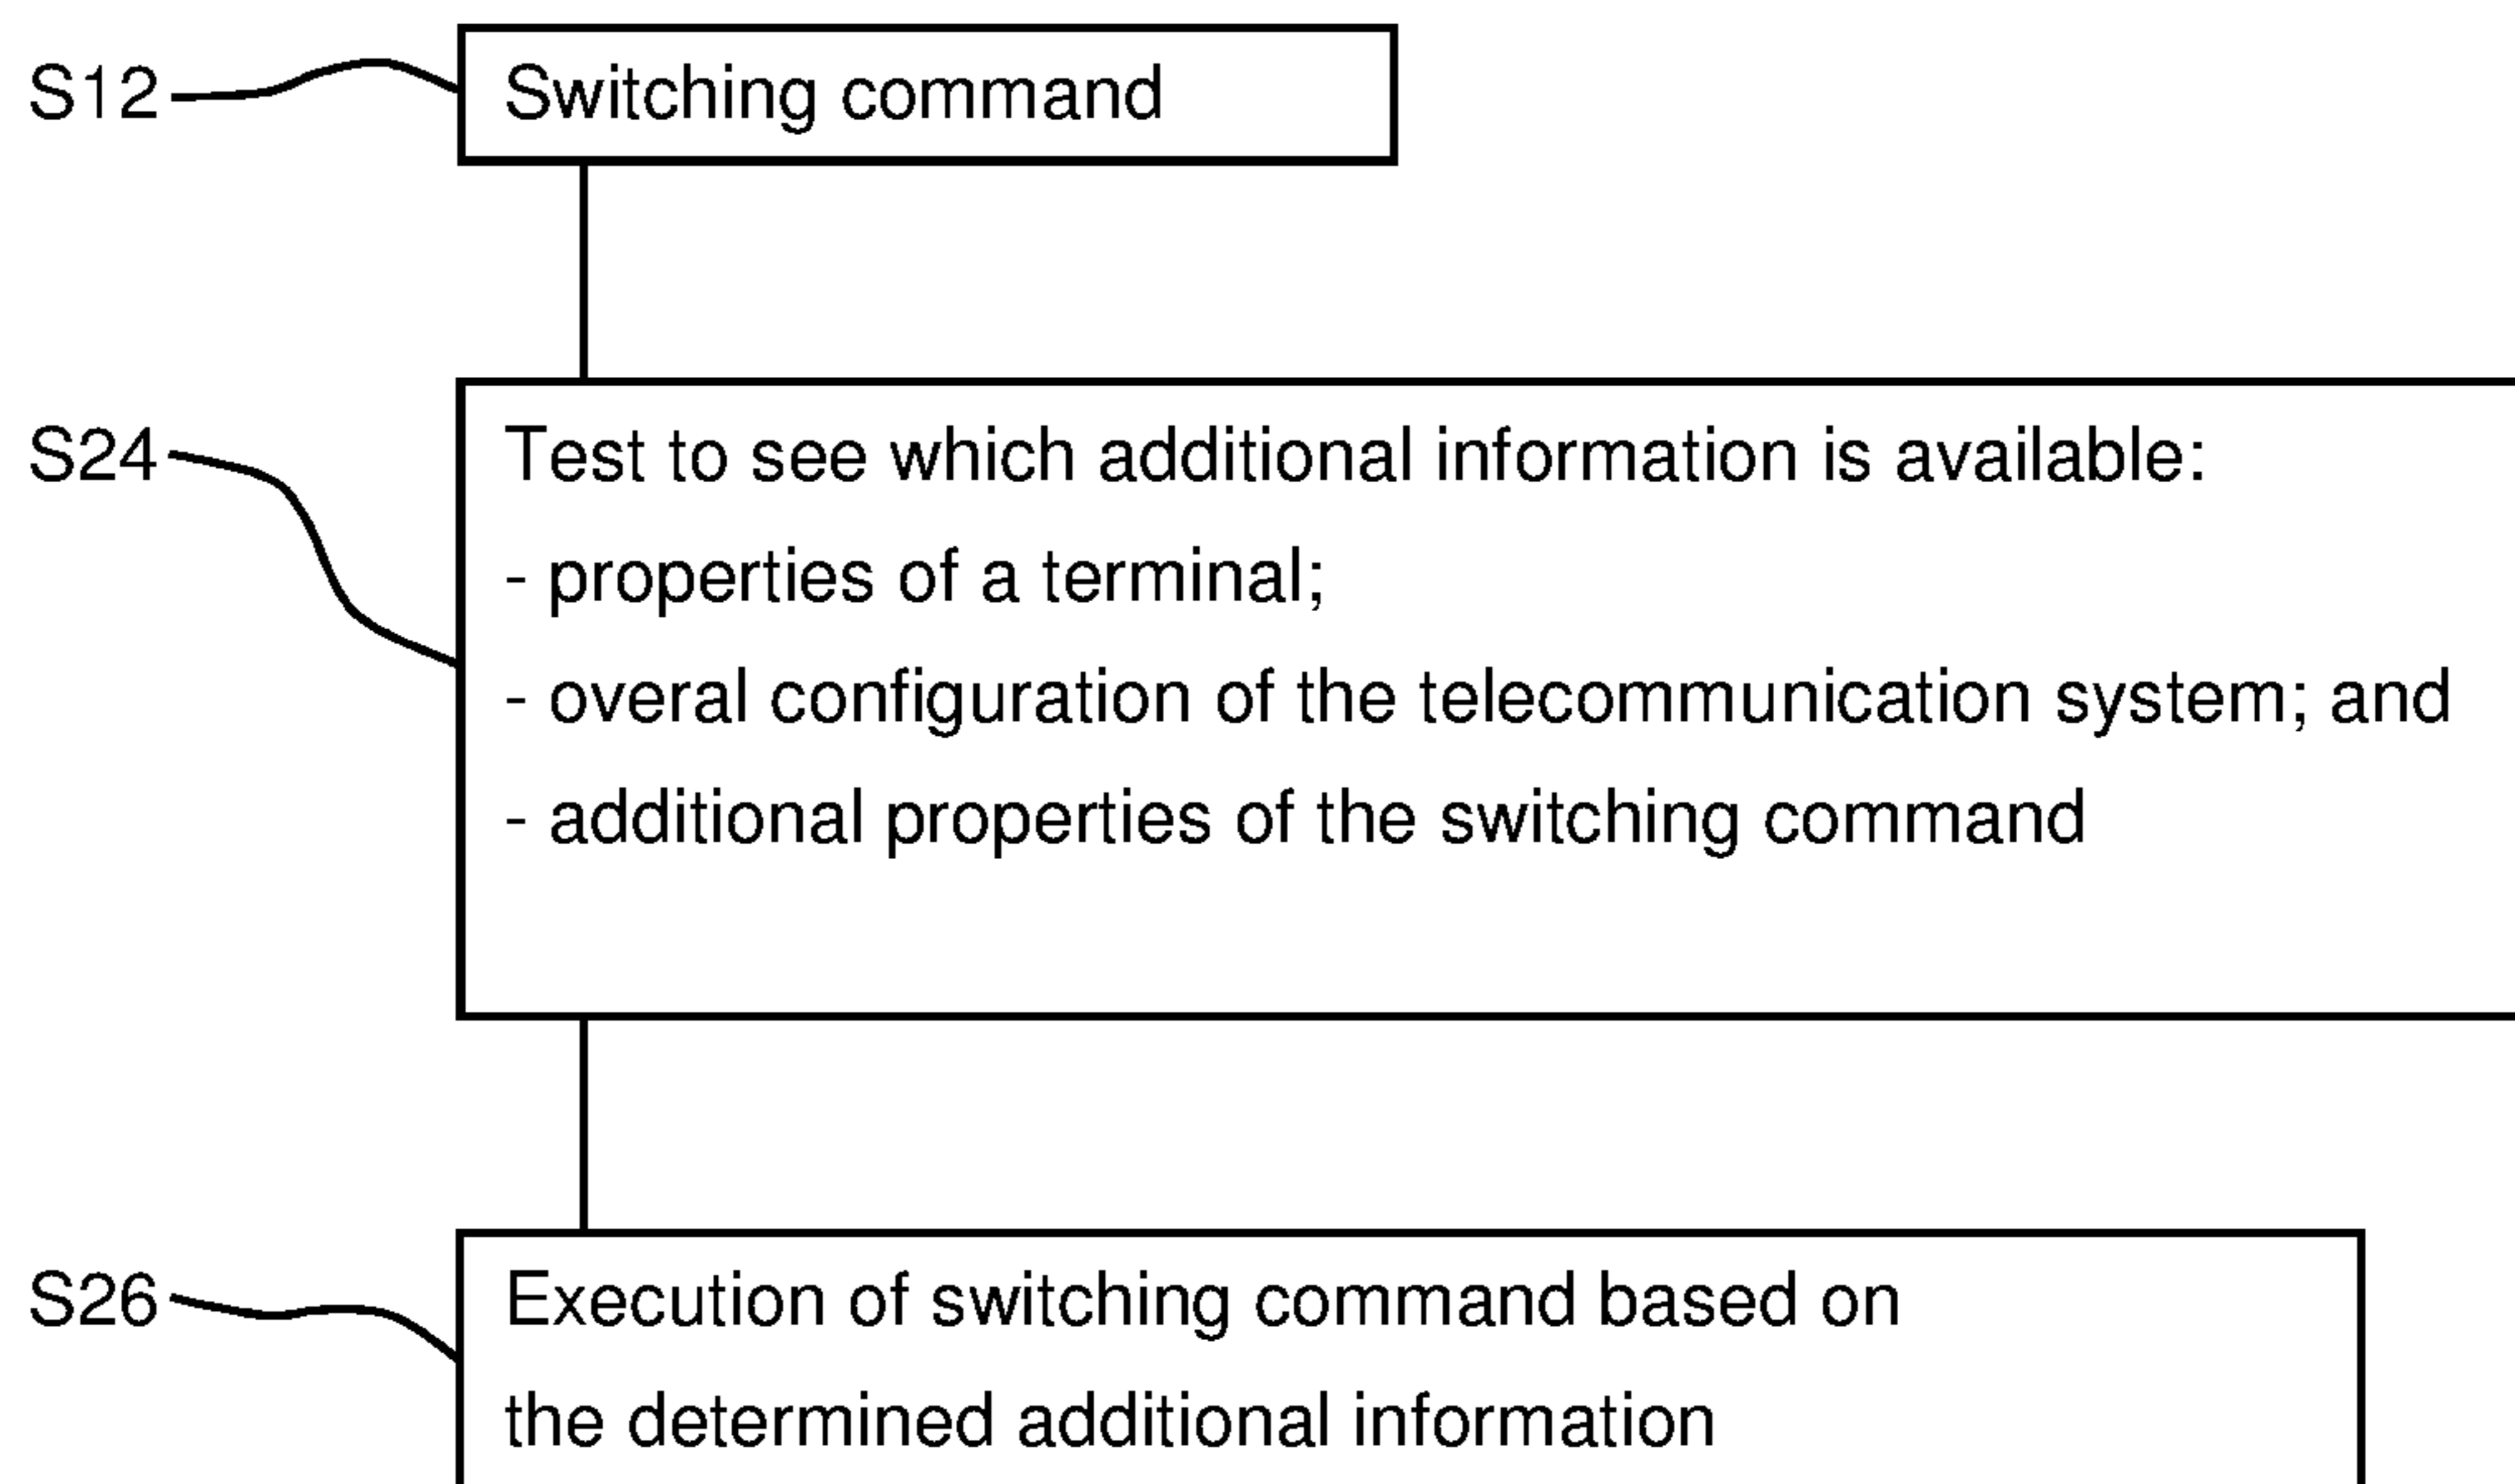 S12
Switching command
S24
Test to see which additional information is available:
- properties of a terminal;
- overal configuration of the telecommunication system; and
- additional properties of the switching command
S26
Execution of switching command based on
the determined additional information